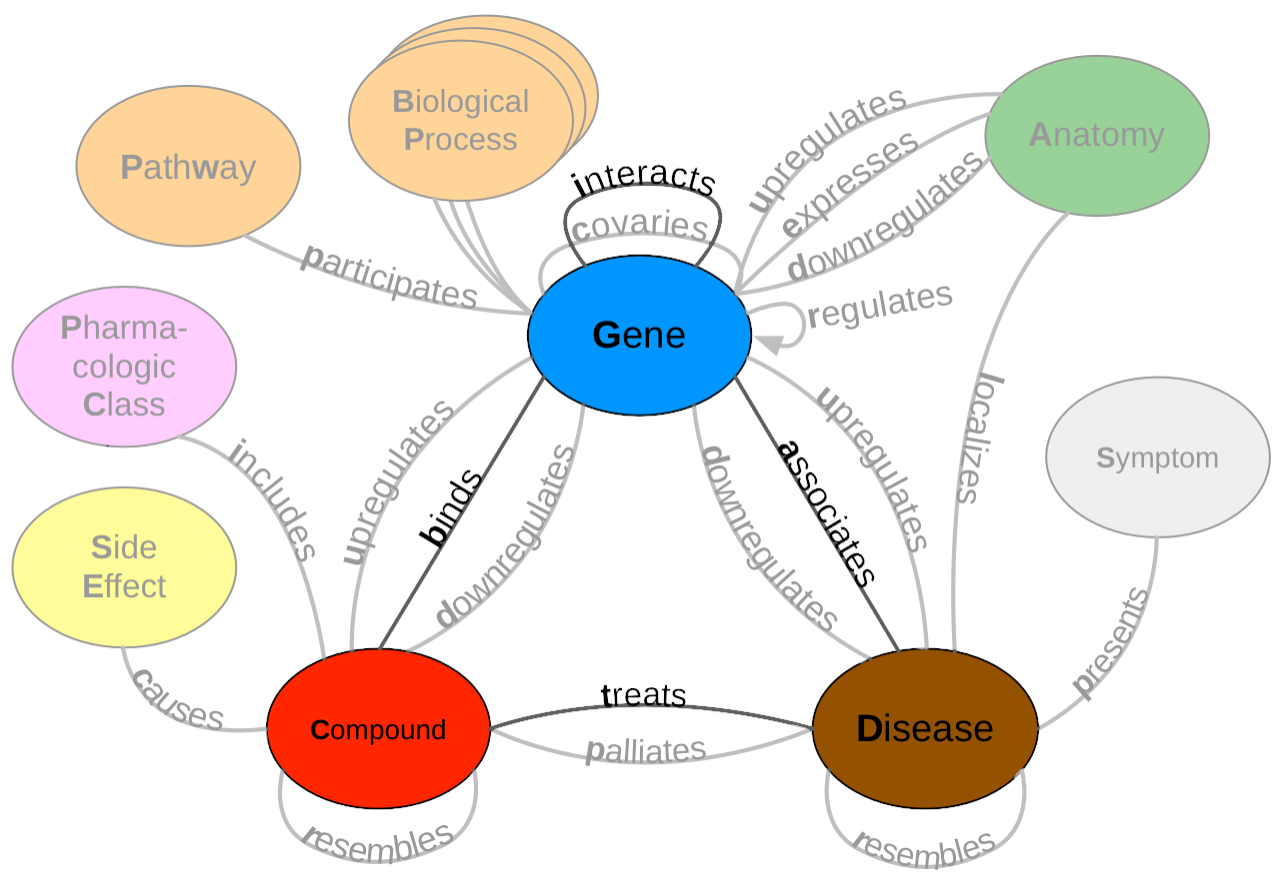 Biological
Process
Anatomy
Pathway
upregulates
expresses
downregulates
interacts
covaries
participates
regulates
Gene
Pharma-
cologic
Class
localizes
Symptom
includes
upregulates
binds
downregulates
downregulates
associates
upregulates
Side
Effect
presents
causes
Compound
treats
palliates
Disease
resembles
resembles